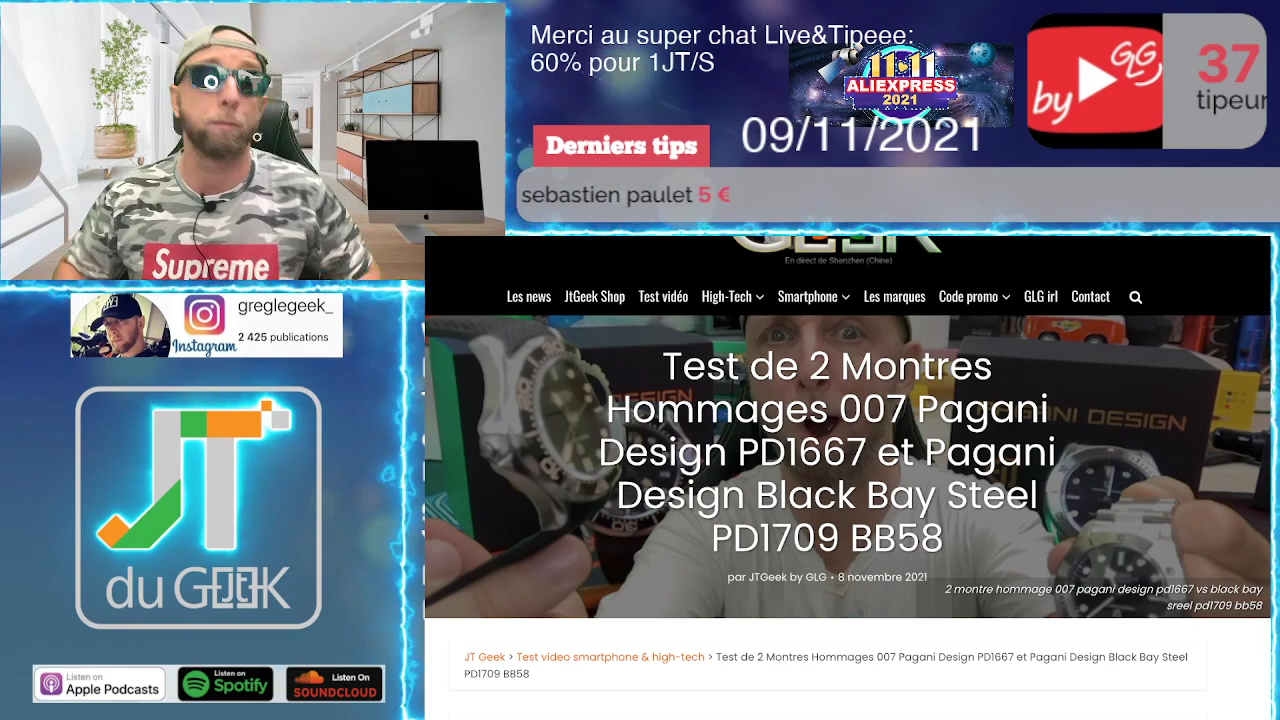 Merci au super chat Live&Tipeee:
60% pour 1JT/S
11·11
ALIEXPRESS
2021
by GLG
37
tipeur
Derniers tips
09/11/2021
sebastien paulet 5 €
Supreme
greglegeek_
2 425 publications
Instagram
JT
du GEEK
Listen on
Apple Podcasts
Listen on
Spotify
Listen On
SOUNDCLOUD
GEEK
En direct de Shenzhen (Chine)
Les news JtGeek Shop Test vidéo High-Tech Smartphone Les marques Code promo GLG irl Contact
DESIGN
PAGANI DESIGN
Test de 2 Montres
Hommages 007 Pagani
Design PD1667 et Pagani
Design Black Bay Steel
PD1709 BB58
par JTGeek by GLG • 8 novembre 2021
2 montre hommage 007 pagani design pd1667 vs black bay
sreel pd1709 bb58
JT Geek > Test video smartphone & high-tech > Test de 2 Montres Hommages 007 Pagani Design PD1667 et Pagani Design Black Bay Steel
PD1709 BB58